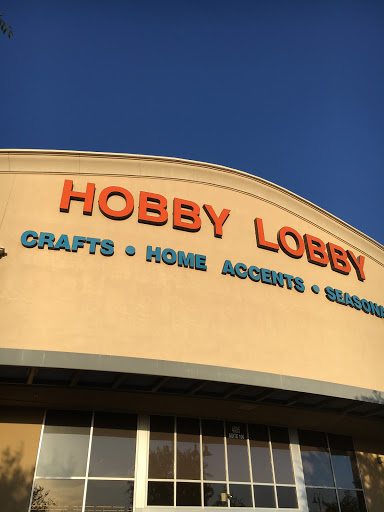 HOBBY LOBBY
CRAFTS • HOME ACCENTS • SEASONA